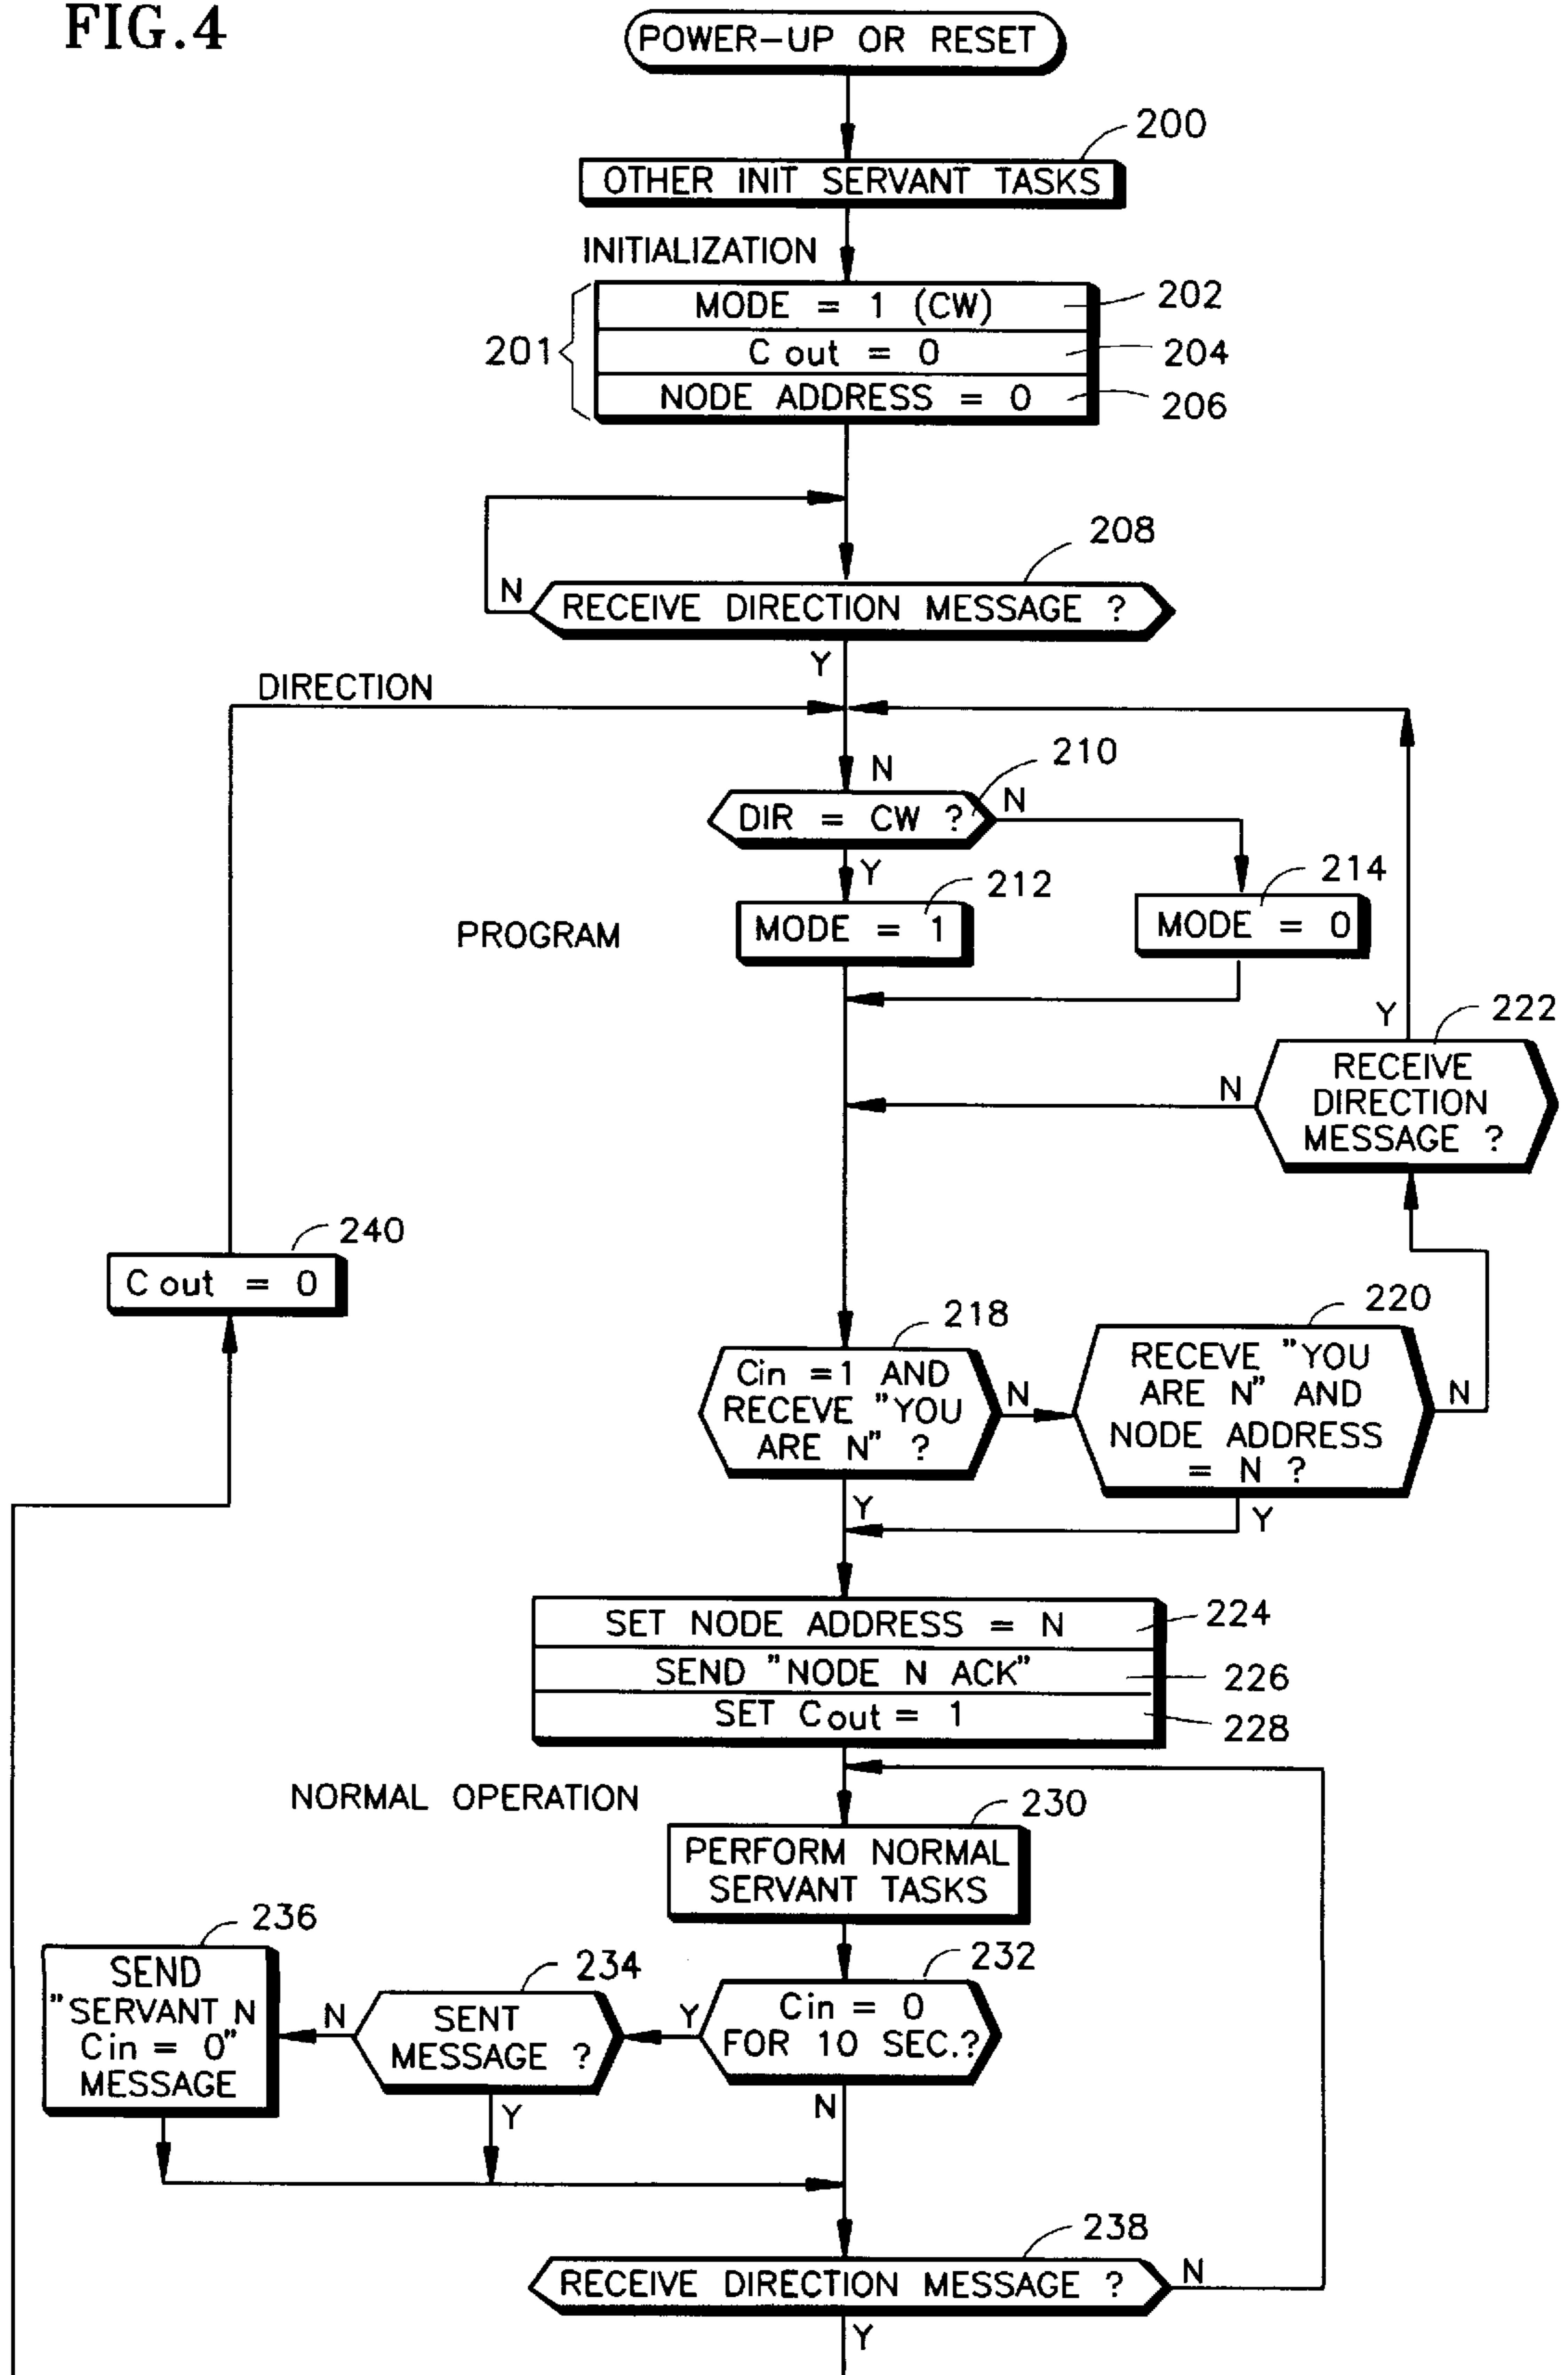 FIG.4
POWER-UP OR RESET
200
OTHER INIT SERVANT TASKS
INITIALIZATION
201
MODE = 1 (CW)
202
C out = 0
204
NODE ADDRESS = 0
206
208
N
RECEIVE DIRECTION MESSAGE ?
Y
DIRECTION
N
210
DIR = CW ?
N
Y
212
214
PROGRAM
MODE = 1
MODE = 0
Y
222
RECEIVE
DIRECTION
MESSAGE ?
N
240
C out = 0
218
Cin =1 AND
RECEVE "YOU
ARE N" ?
N
220
RECEVE "YOU
ARE N" AND
NODE ADDRESS
= N ?
N
Y
Y
SET NODE ADDRESS = N
224
SEND "NODE N ACK"
226
SET Cout = 1
228
NORMAL OPERATION
230
PERFORM NORMAL
SERVANT TASKS
236
SEND
"SERVANT N
Cin = 0"
MESSAGE
N
234
SENT
MESSAGE ?
Y
Y
232
Cin = 0
FOR 10 SEC.?
N
238
RECEIVE DIRECTION MESSAGE ?
N
Y